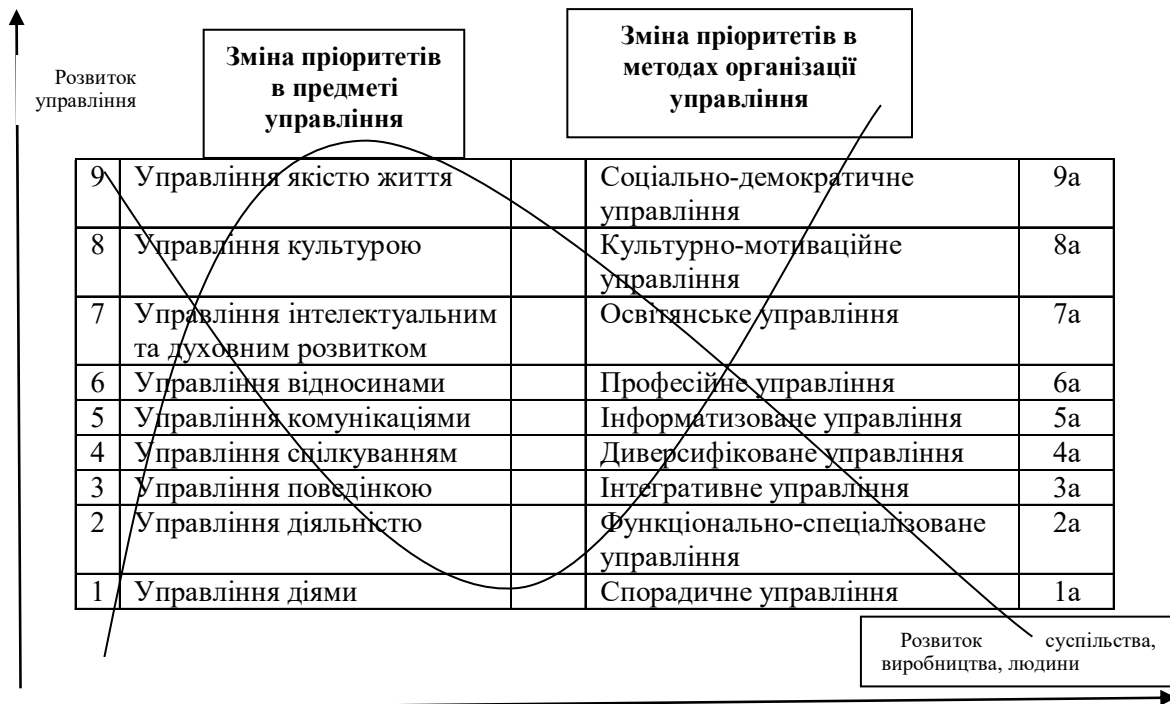 Розвиток
управління
Зміна пріоритетів
в предметі
управління
Зміна пріоритетів в
методах організації
управління
9 Управління якістю життя Соціально-демократичне 9а
управління
8 Управління культурою Культурно-мотиваційне 8а
управління
7 Управління інтелектуальним Освітянське управління 7а
та духовним розвитком
6 Управління відносинами Професійне управління 6а
5 Управління комунікаціями Інформатизоване управління 5а
4 Управління спілкуванням Диверсифіковане управління 4а
3 Управління поведінкою Інтегративне управління 3а
2 Управління діяльністю Функціонально-спеціалізоване 2а
управління
1 Управління діями Спорадичне управління 1а
Розвиток суспільства,
виробництва, людини